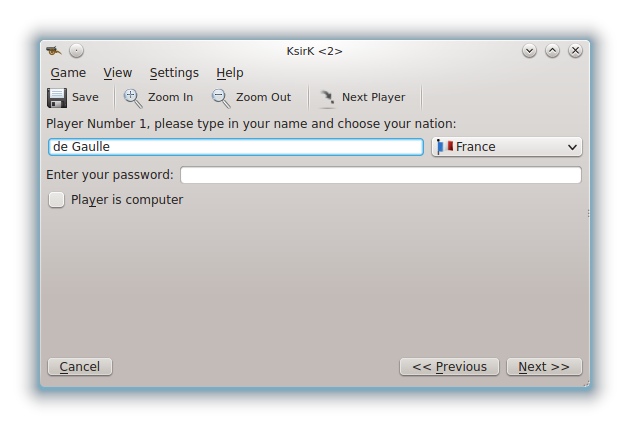 KsirK <2>
Game View Settings Help
Save Zoom In Zoom Out Next Player
Player Number 1, please type in your name and choose your nation:
de Gaulle France
Enter your password:
Player is computer
Cancel << Previous Next >>